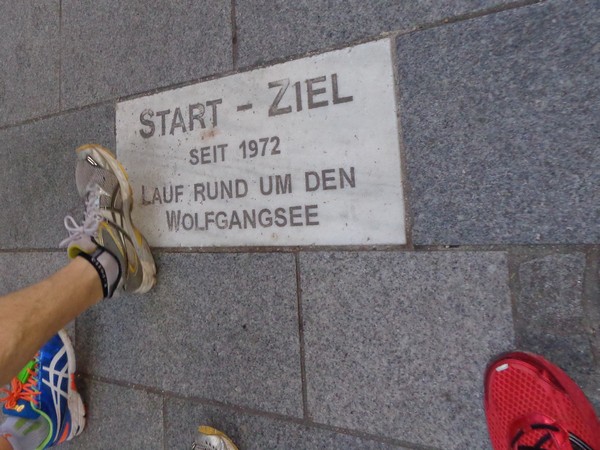 START - ZIEL
SEIT 1972
LAUF RUND UM DEN
WOLFGANGSEE